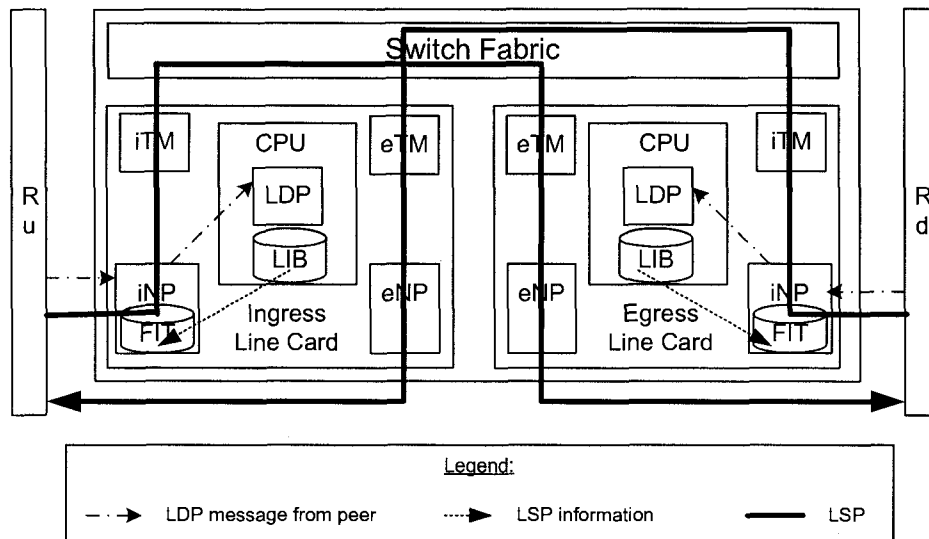 Switch Fabric
iTM
CPU
eTM
eTM
CPU
iTM
LDP
LDP
R
u
R
d
LIB
LIB
iNP
eNP
eNP
iNP
FIT
FIT
Ingress
Line Card
Egress
Line Card
Legend:
LDP message from peer
LSP information
LSP